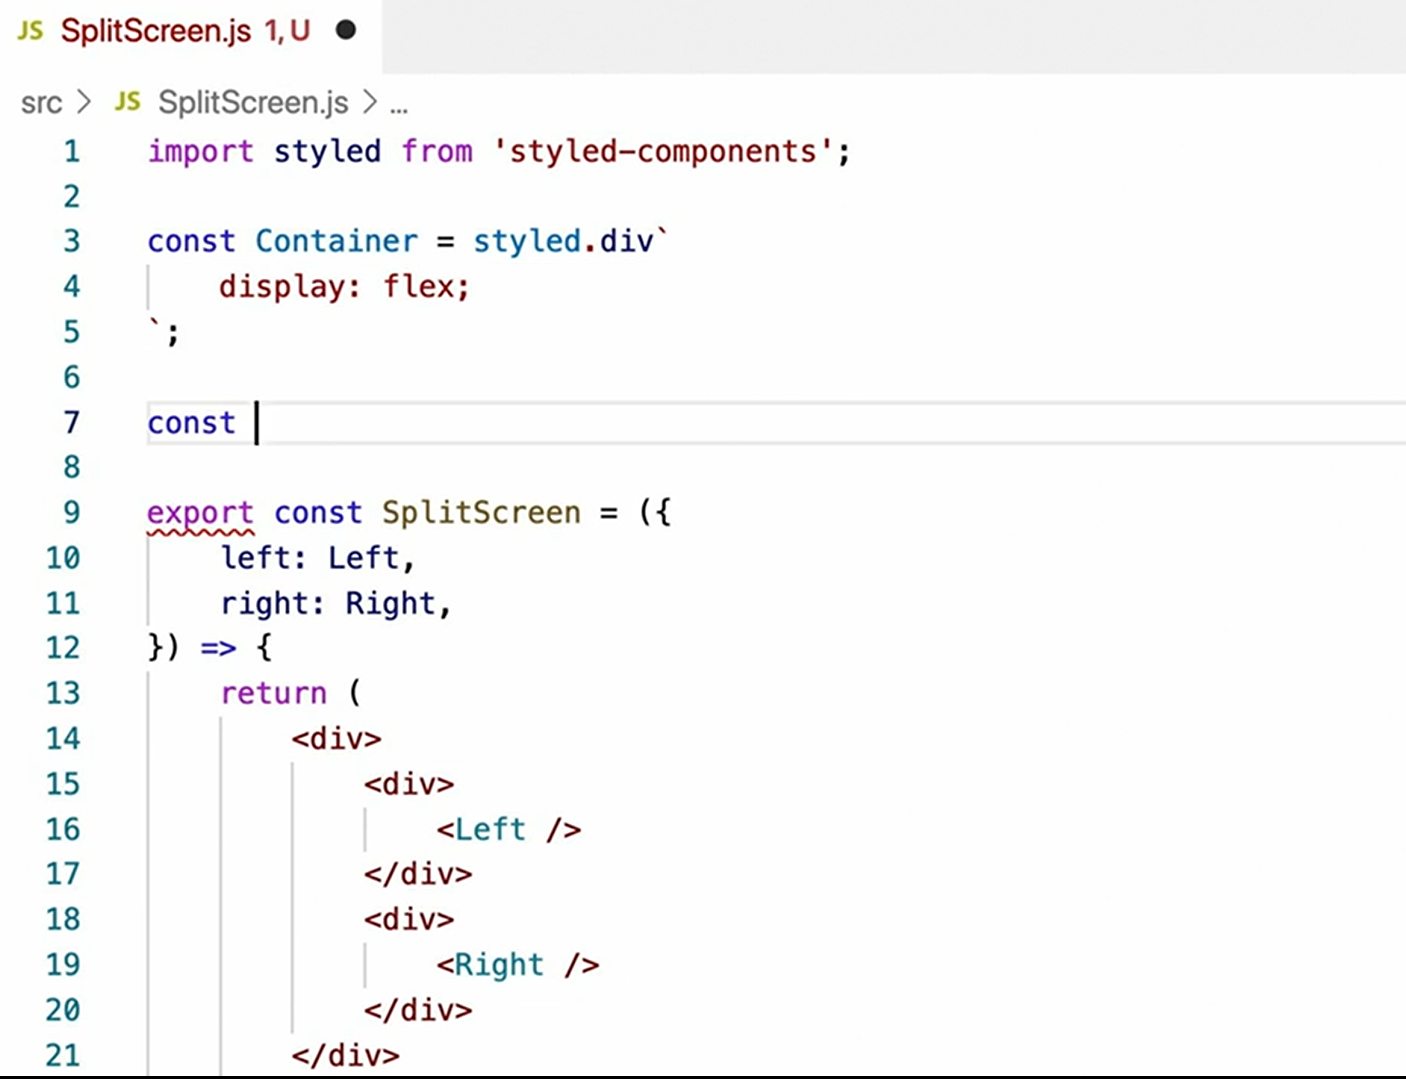 JS SplitScreen.js 1, U
src > JS SplitScreen.js > ...
1 import styled from 'styled-components';
2
3 const Container = styled.div`
4     display: flex;
5 `;
6
7 const
8
9 export const SplitScreen = ({
10     left: Left,
11     right: Right,
12 }) => {
13     return (
14         <div>
15             <div>
16                 <Left />
17             </div>
18             <div>
19                 <Right />
20             </div>
21         </div>